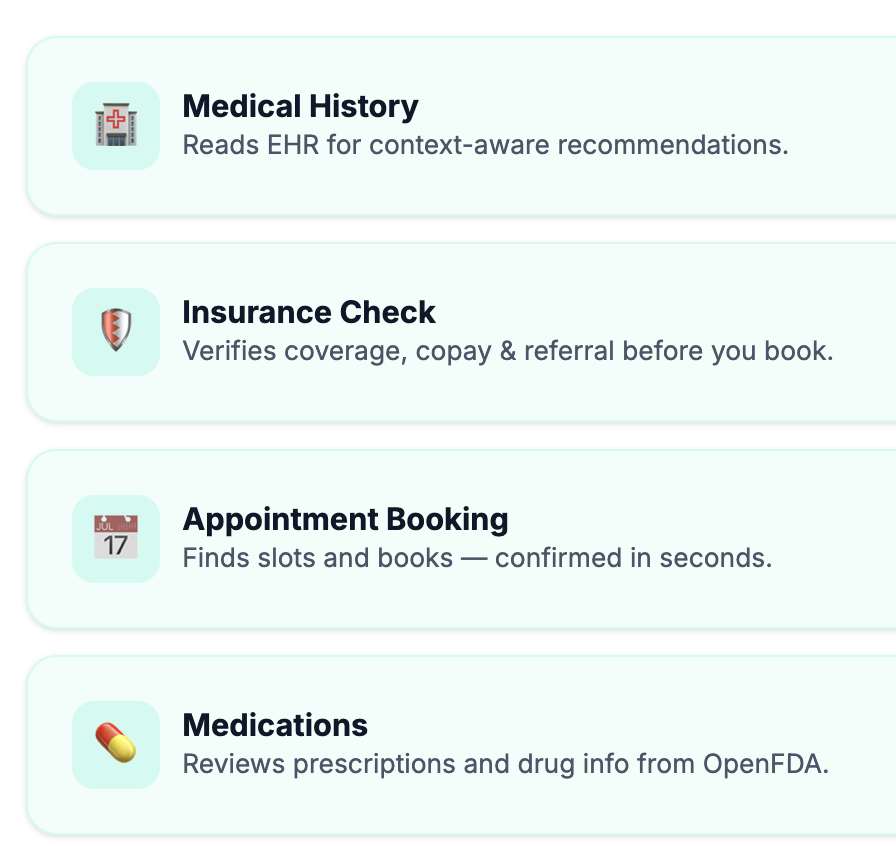 Medical History
Reads EHR for context-aware recommendations.
Insurance Check
Verifies coverage, copay & referral before you book.
JUL
17
Appointment Booking
Finds slots and books — confirmed in seconds.
Medications
Reviews prescriptions and drug info from OpenFDA.